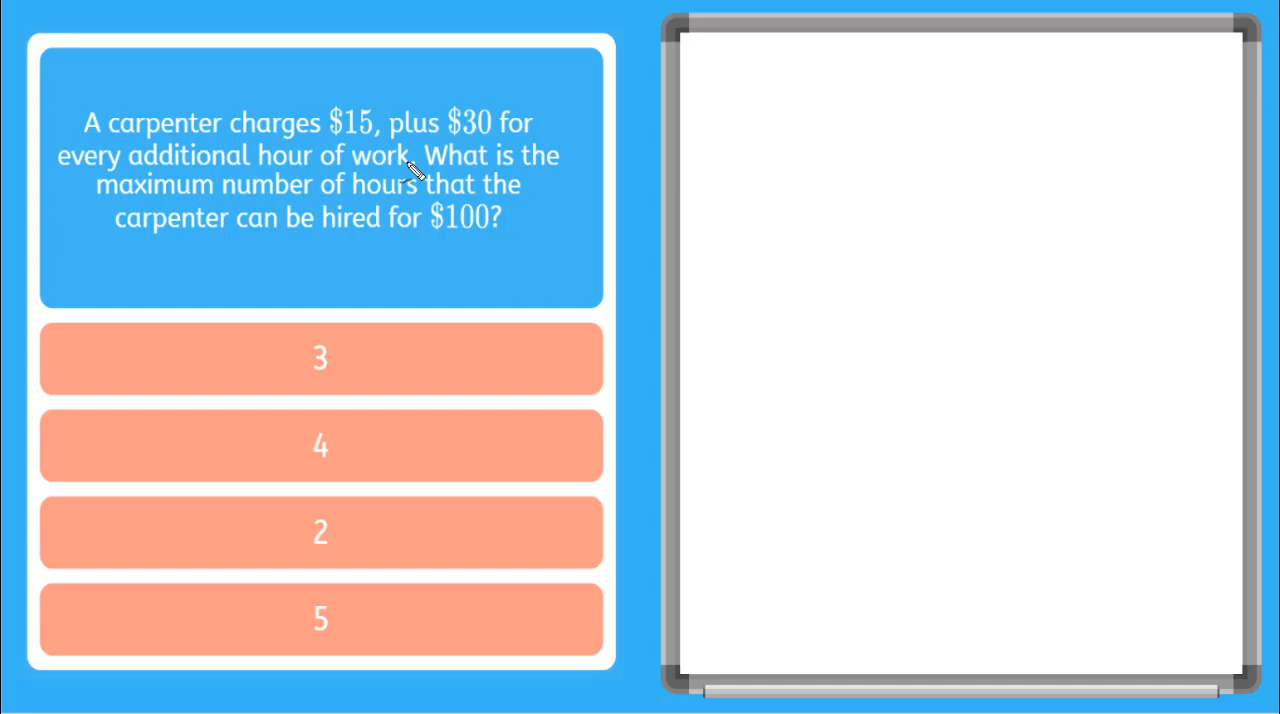 A carpenter charges $15, plus $30 for
every additional hour of work. What is the
maximum number of hours that the
carpenter can be hired for $100?
3
4
2
5